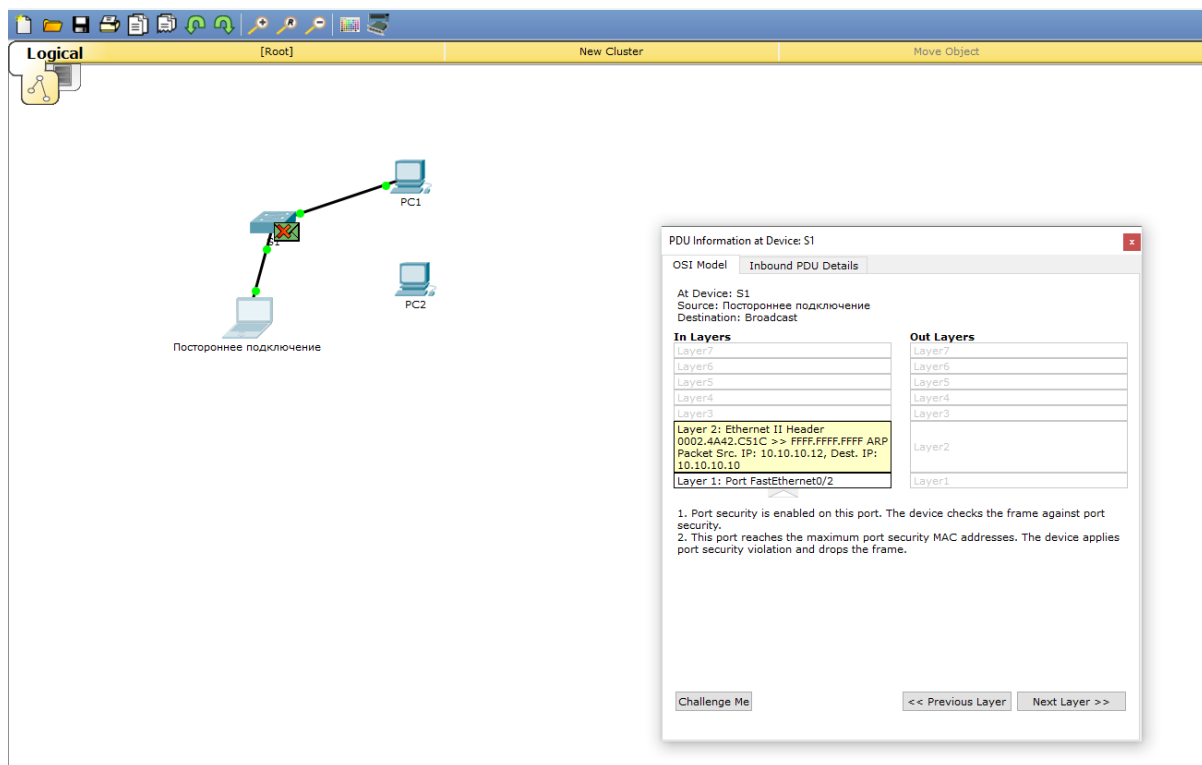 Logical
[Root]
New Cluster
Move Object
PC1
S1
PC2
Постороннее подключение
PDU Information at Device: S1
x
OSI Model
Inbound PDU Details
At Device: S1
Source: Постороннее подключение
Destination: Broadcast
In Layers
Layer7
Layer6
Layer5
Layer4
Layer3
Layer 2: Ethernet II Header
0002.4A42.C51C >> FFFF.FFFF.FFFF ARP
Packet Src. IP: 10.10.10.12, Dest. IP:
10.10.10.10
Layer 1: Port FastEthernet0/2
Out Layers
Layer7
Layer6
Layer5
Layer4
Layer3
Layer2
Layer1
1. Port security is enabled on this port. The device checks the frame against port
security.
2. This port reaches the maximum port security MAC addresses. The device applies
port security violation and drops the frame.
Challenge Me
<< Previous Layer
Next Layer >>